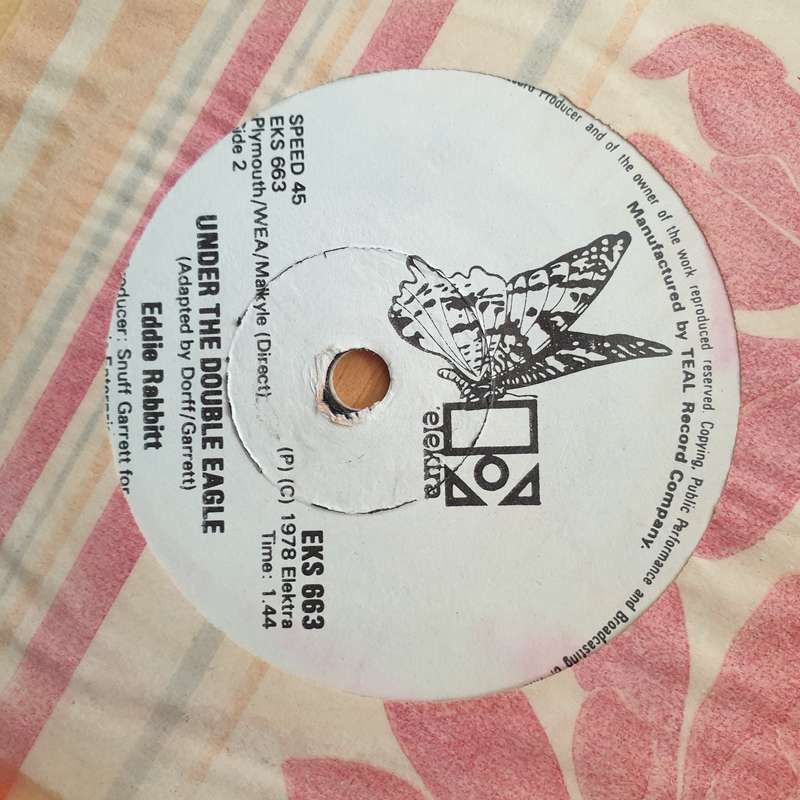 Producer and of the owner of the work reproduced reserved. Copying, Public Performance and Broadcasting
Manufactured by TEAL Record Company.
elektra
SPEED 45
EKS 663
Plymouth/WEA/Malkyle (Direct)
Side 2
(P) (C) 1978 Elektra
EKS 663
Time: 1.44
UNDER THE DOUBLE EAGLE
(Adapted by Dorff/Garrett)
Eddie Rabbitt
oducer: Snuff Garrett for